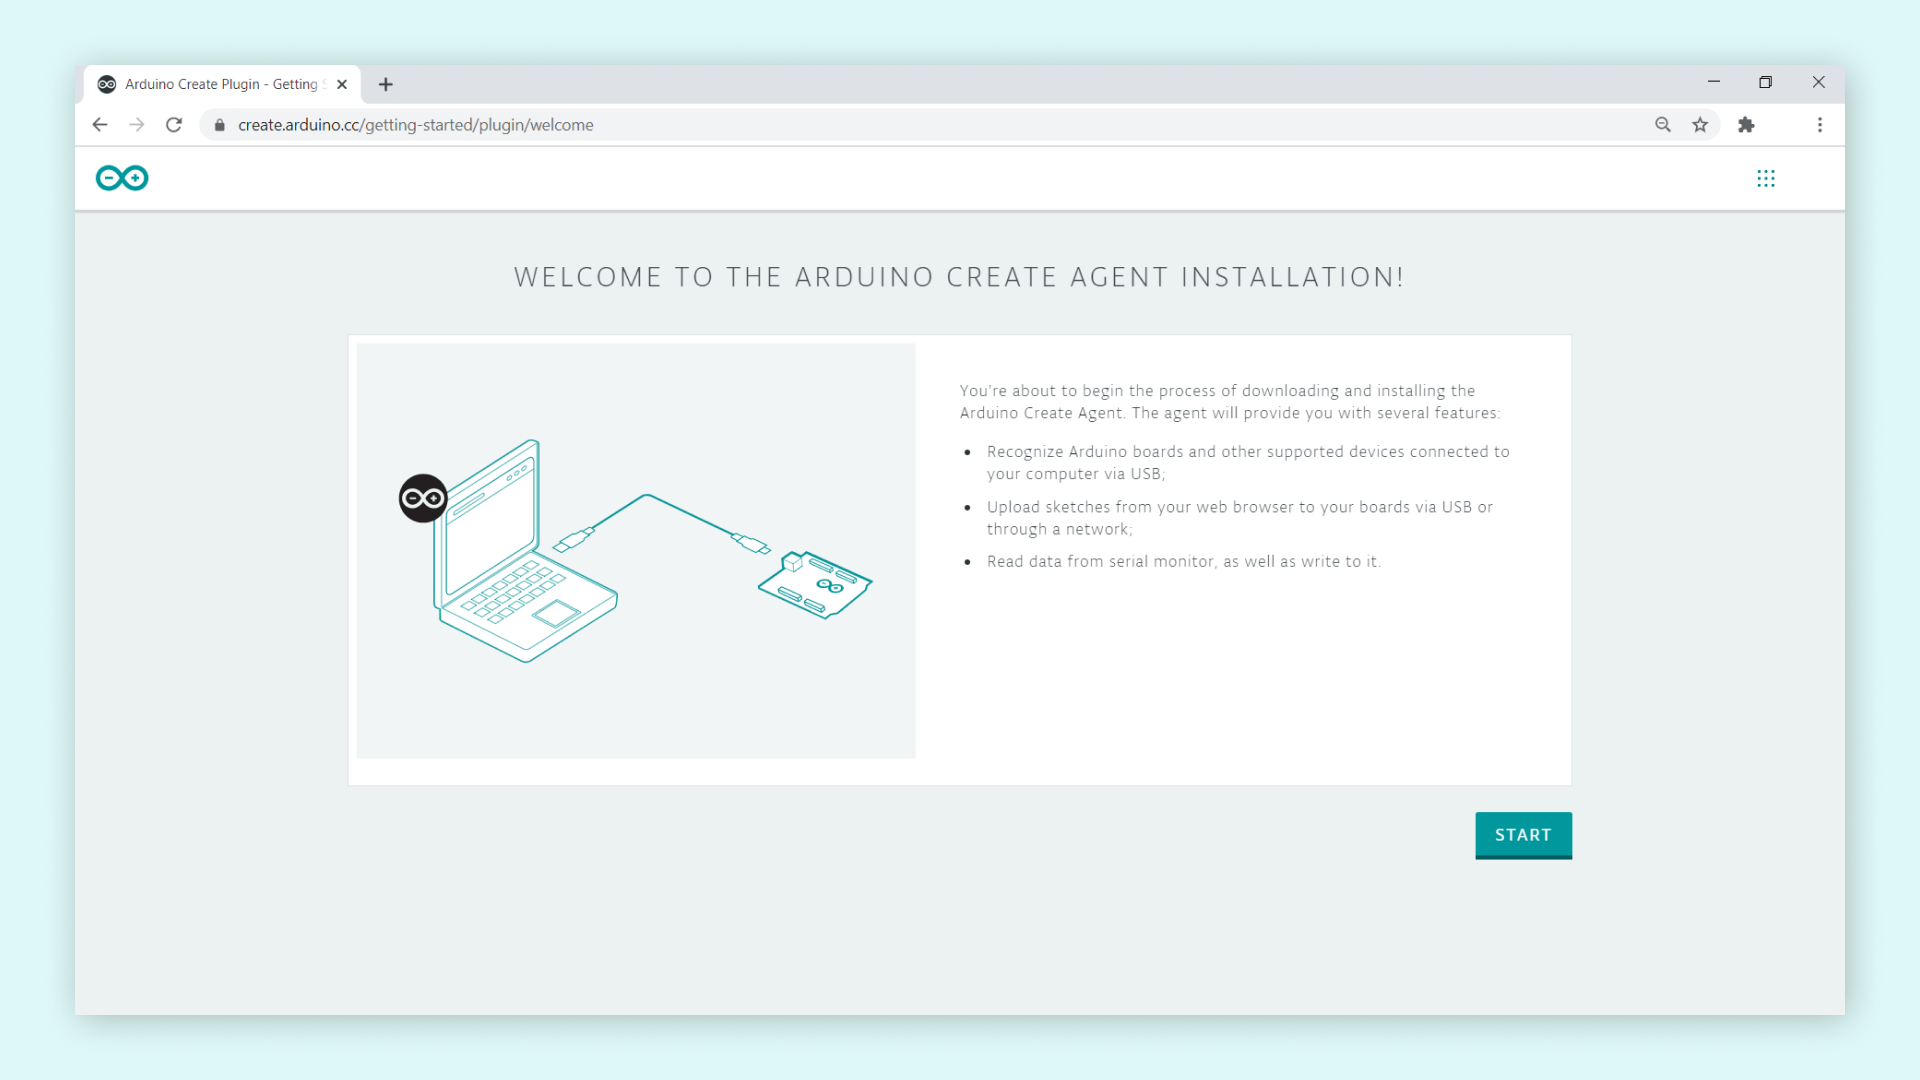 Arduino Create Plugin - Getting
create.arduino.cc/getting-started/plugin/welcome
WELCOME TO THE ARDUINO CREATE AGENT INSTALLATION!
You're about to begin the process of downloading and installing the
Arduino Create Agent. The agent will provide you with several features:
Recognize Arduino boards and other supported devices connected to
your computer via USB;
Upload sketches from your web browser to your boards via USB or
through a network;
Read data from serial monitor, as well as write to it.
START